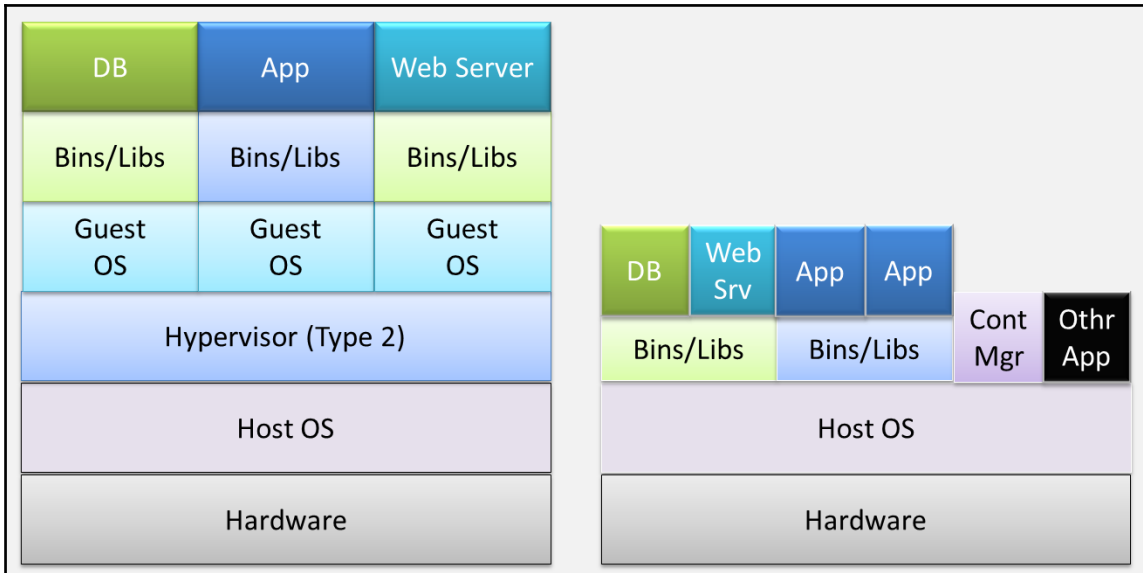 DB
App
Web Server
Bins/Libs
Bins/Libs
Bins/Libs
Guest
OS
Guest
OS
Guest
OS
Hypervisor (Type 2)
Host OS
Hardware
DB
Web
Srv
App
App
Bins/Libs
Bins/Libs
Cont
Mgr
Othr
App
Host OS
Hardware